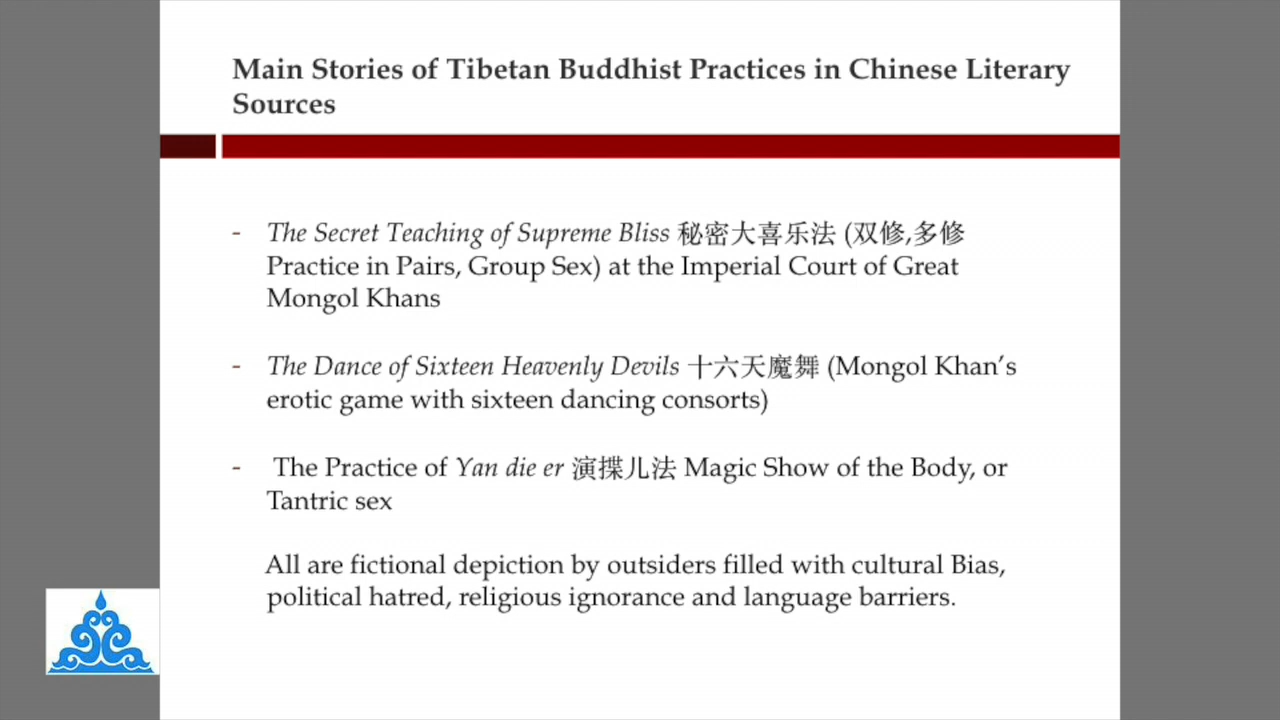 Main Stories of Tibetan Buddhist Practices in Chinese Literary
Sources
- The Secret Teaching of Supreme Bliss 秘密大喜乐法 (双修,多修
Practice in Pairs, Group Sex) at the Imperial Court of Great
Mongol Khans
- The Dance of Sixteen Heavenly Devils 十六天魔舞 (Mongol Khan’s
erotic game with sixteen dancing consorts)
- The Practice of Yan die er 演揲儿法 Magic Show of the Body, or
Tantric sex
All are fictional depiction by outsiders filled with cultural Bias,
political hatred, religious ignorance and language barriers.